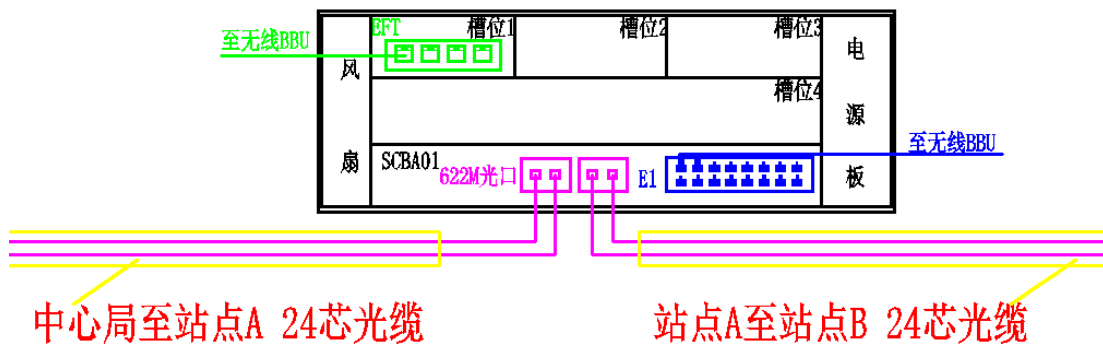 EFT 槽位1 槽位2 槽位3
至无线BBU
风扇
电源板
槽位4
SCBA01
622M光口
E1
至无线BBU
中心局至站点A 24芯光缆
站点A至站点B 24芯光缆